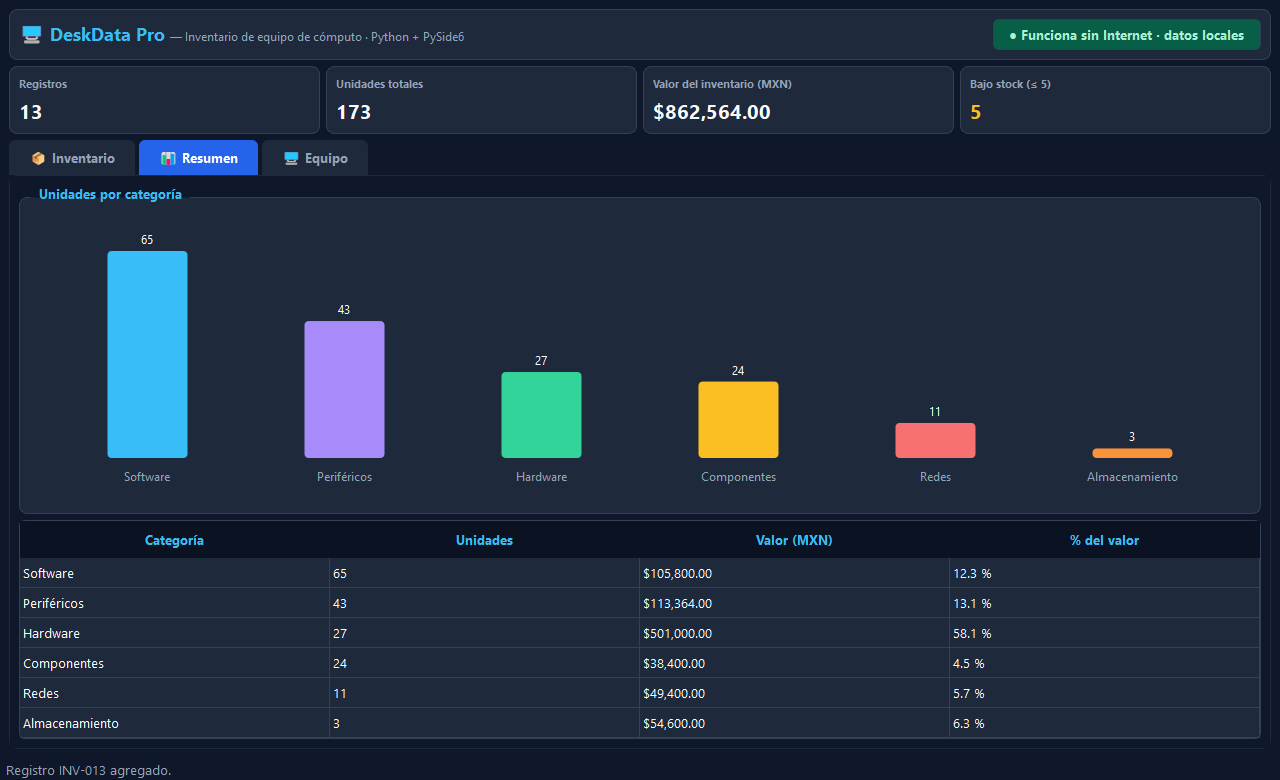 DeskData Pro — Inventario de equipo de cómputo · Python + PySide6
● Funciona sin Internet · datos locales
Registros
13
Unidades totales
173
Valor del inventario (MXN)
$862,564.00
Bajo stock (≤ 5)
5
Inventario
Resumen
Equipo
Unidades por categoría
65
43
27
24
11
3
Software
Periféricos
Hardware
Componentes
Redes
Almacenamiento
Categoría Unidades Valor (MXN) % del valor
Software 65 $105,800.00 12.3 %
Periféricos 43 $113,364.00 13.1 %
Hardware 27 $501,000.00 58.1 %
Componentes 24 $38,400.00 4.5 %
Redes 11 $49,400.00 5.7 %
Almacenamiento 3 $54,600.00 6.3 %
Registro INV-013 agregado.